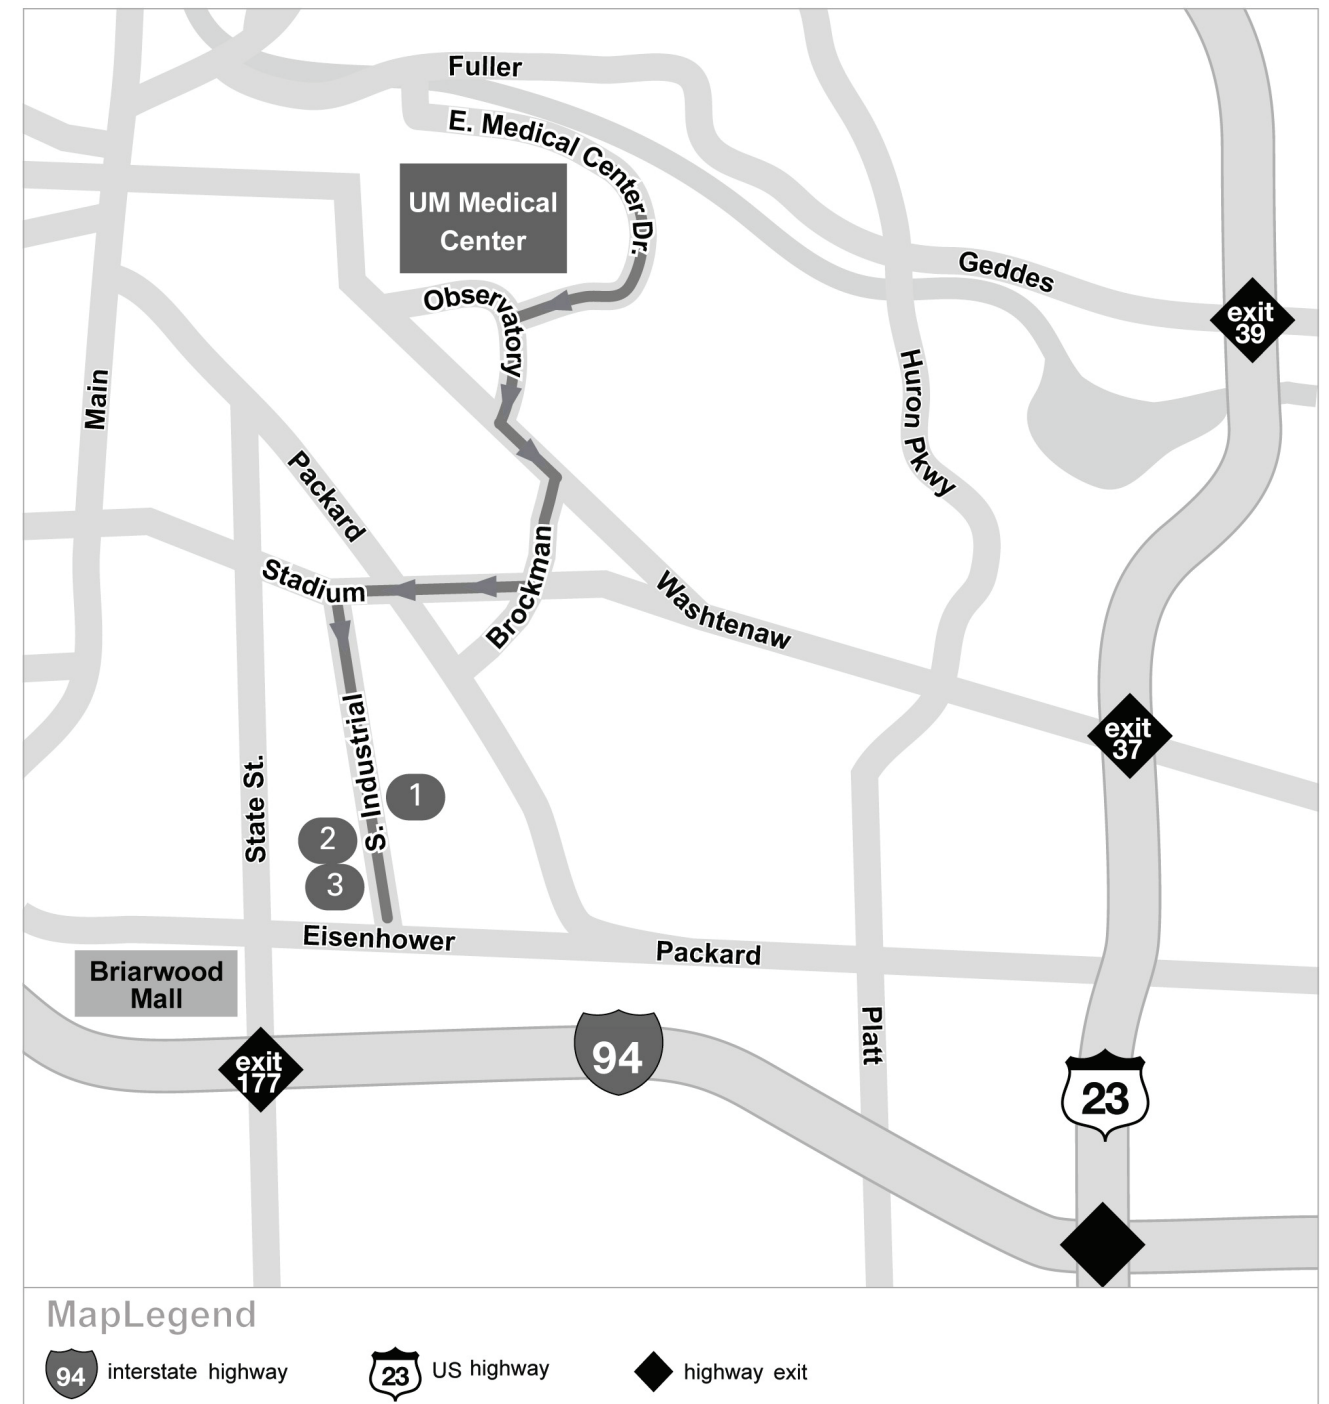 Fuller
E. Medical Center Dr.
UM Medical
Center
Observatory
Geddes
exit
39
Main
Huron Pkwy
Packard
Stadium
Brockman
Washtenaw
exit
37
State St.
S. Industrial
1
2
3
Eisenhower
Packard
Briarwood
Mall
Platt
94
exit
177
23
MapLegend
94 interstate highway 23 US highway highway exit